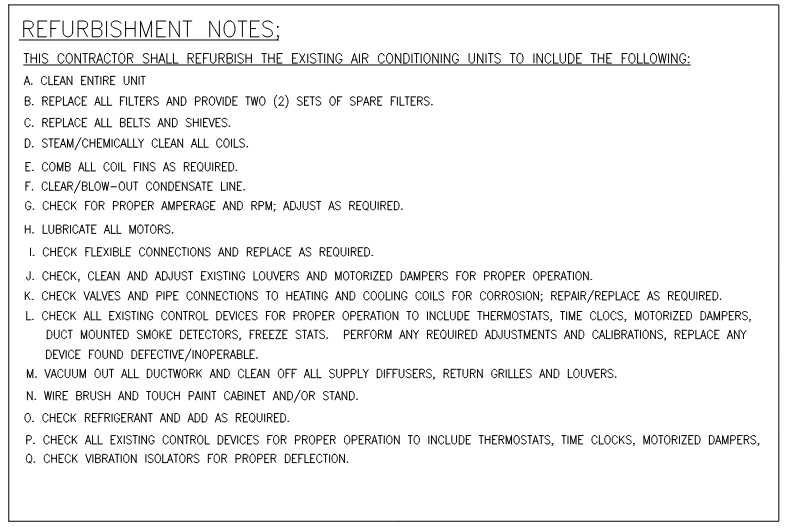 REFURBISHMENT NOTES;
THIS CONTRACTOR SHALL REFURBISH THE EXISTING AIR CONDITIONING UNITS TO INCLUDE THE FOLLOWING:
A. CLEAN ENTIRE UNIT
B. REPLACE ALL FILTERS AND PROVIDE TWO (2) SETS OF SPARE FILTERS.
C. REPLACE ALL BELTS AND SHIEVES.
D. STEAM/CHEMICALLY CLEAN ALL COILS.
E. COMB ALL COIL FINS AS REQUIRED.
F. CLEAR/BLOW-OUT CONDENSATE LINE.
G. CHECK FOR PROPER AMPERAGE AND RPM; ADJUST AS REQUIRED.
H. LUBRICATE ALL MOTORS.
I. CHECK FLEXIBLE CONNECTIONS AND REPLACE AS REQUIRED.
J. CHECK, CLEAN AND ADJUST EXISTING LOUVERS AND MOTORIZED DAMPERS FOR PROPER OPERATION.
K. CHECK VALVES AND PIPE CONNECTIONS TO HEATING AND COOLING COILS FOR CORROSION; REPAIR/REPLACE AS REQUIRED.
L. CHECK ALL EXISTING CONTROL DEVICES FOR PROPER OPERATION TO INCLUDE THERMOSTATS, TIME CLOCS, MOTORIZED DAMPERS,
DUCT MOUNTED SMOKE DETECTORS, FREEZE STATS. PERFORM ANY REQUIRED ADJUSTMENTS AND CALIBRATIONS, REPLACE ANY
DEVICE FOUND DEFECTIVE/INOPERABLE.
M. VACUUM OUT ALL DUCTWORK AND CLEAN OFF ALL SUPPLY DIFFUSERS, RETURN GRILLES AND LOUVERS.
N. WIRE BRUSH AND TOUCH PAINT CABINET AND/OR STAND.
O. CHECK REFRIGERANT AND ADD AS REQUIRED.
P. CHECK ALL EXISTING CONTROL DEVICES FOR PROPER OPERATION TO INCLUDE THERMOSTATS, TIME CLOCKS, MOTORIZED DAMPERS,
Q. CHECK VIBRATION ISOLATORS FOR PROPER DEFLECTION.